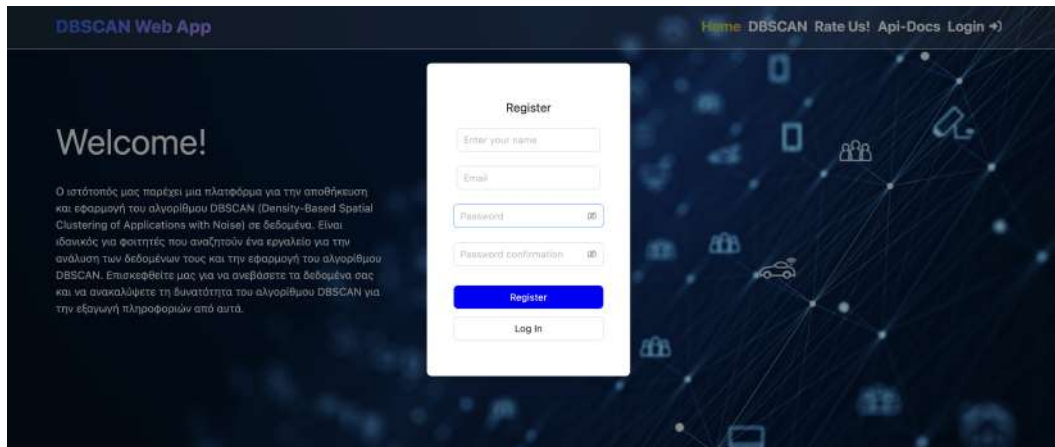 DBSCAN Web App
Home DBSCAN Rate Us! Api-Docs Login
Welcome!
Ο ιστότοπός μας παρέχει μια πλατφόρμα για την αποθήκευση
και εφαρμογή του αλγορίθμου DBSCAN (Density-Based Spatial
Clustering of Applications with Noise) σε δεδομένα. Είναι
ιδανικός για φοιτητές που αναζητούν ένα εργαλείο για την
ανάλυση των δεδομένων τους και την εφαρμογή του αλγορίθμου
DBSCAN. Επισκεφθείτε μας για να ανεβάσετε τα δεδομένα σας
και να ανακαλύψετε τη δυνατότητα του αλγορίθμου DBSCAN για
την εξαγωγή πληροφοριών από αυτά.
Register
Enter your name
Email
Password
Password confirmation
Register
Log In